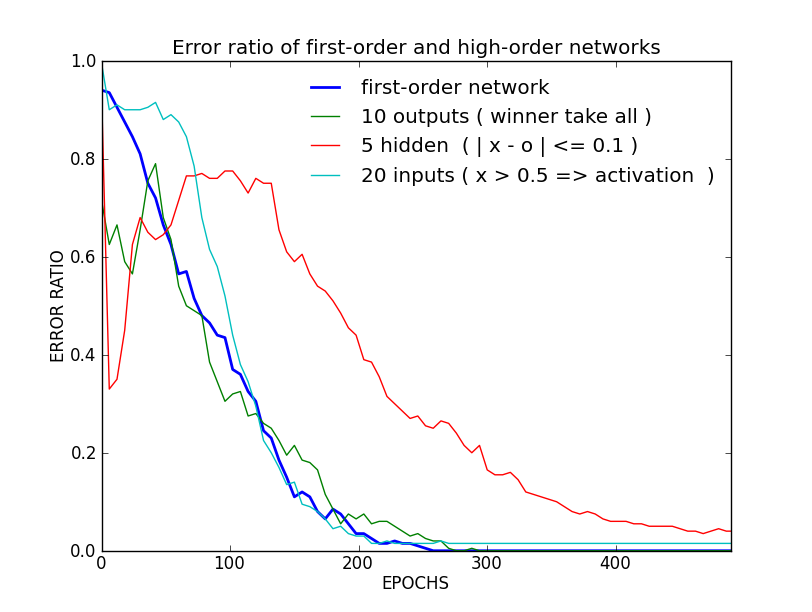 Error ratio of first-order and high-order networks
first-order network
10 outputs ( winner take all )
5 hidden  ( | x - o | <= 0.1 )
20 inputs ( x > 0.5 => activation  )
ERROR RATIO
1.0
0.8
0.6
0.4
0.2
0.0
0 100 200 300 400
EPOCHS